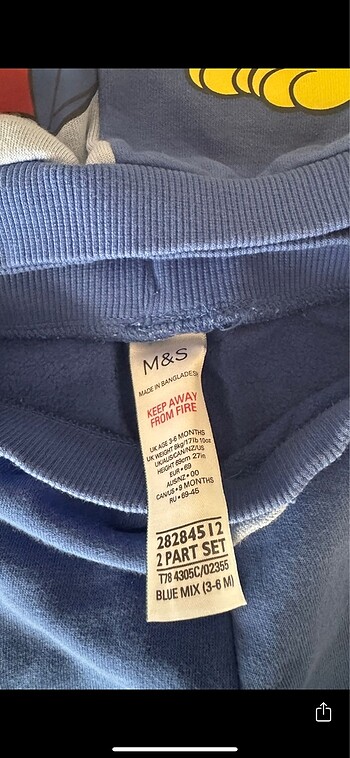 M&S
MADE IN BANGLADESH
KEEP AWAY
FROM FIRE
UK AGE 3-6 MONTHS
UK WEIGHT 8kg/17lb 10oz
UK/AUS/CAN/NZ/US
HEIGHT 69cm 27in
EUR • 69
AUS/NZ • 00
CAN/US • 9 MONTHS
RU • 69-45
28284512
2 PART SET
T78 4305C/02355
BLUE MIX (3-6 M)